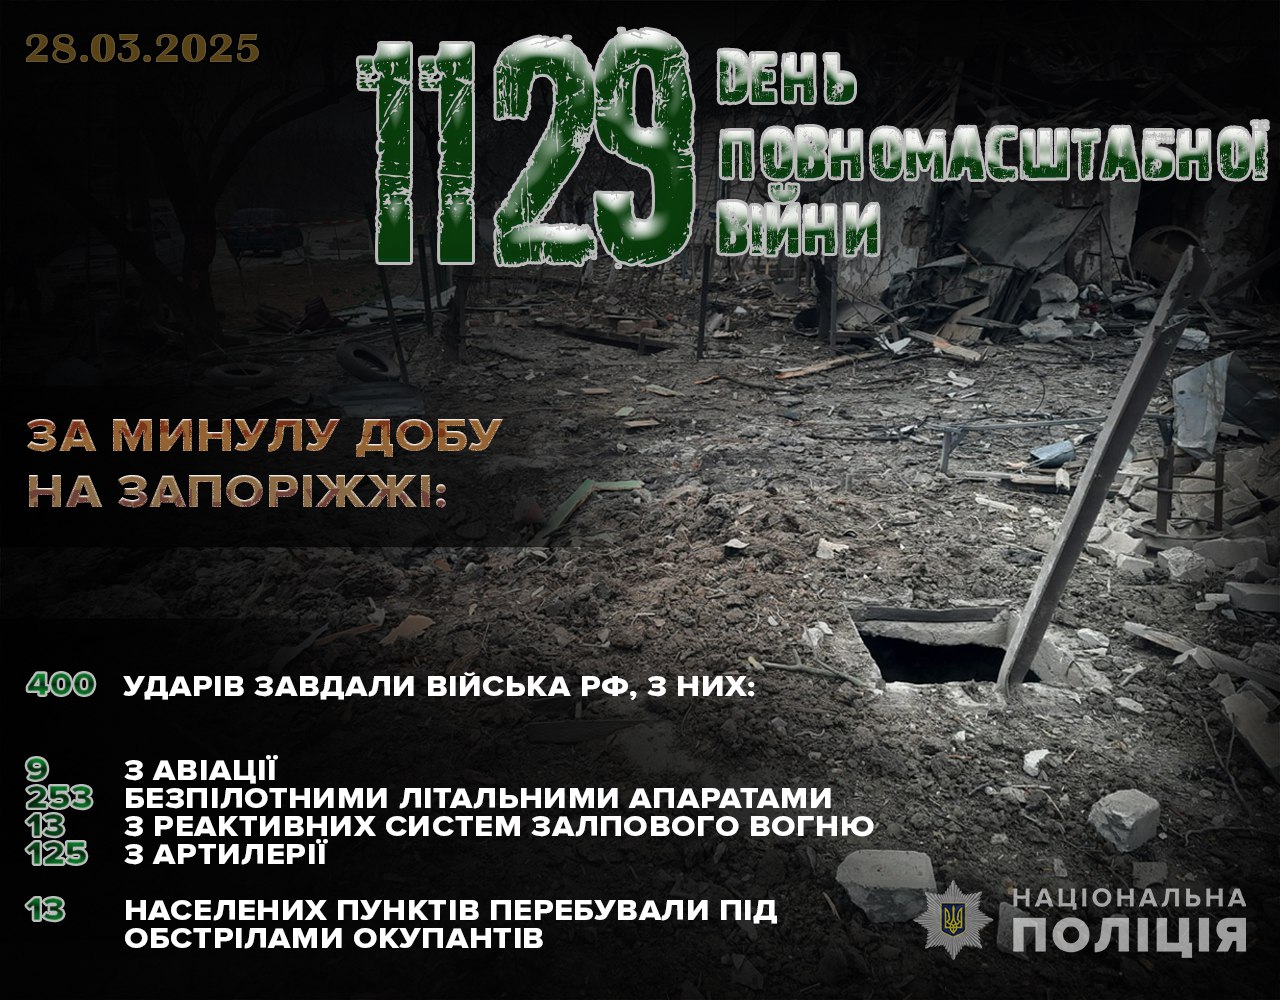 28.03.2025
1129
ДЕНЬ
ПОВНОМАСШТАБНОЇ
ВІЙНИ
ЗА МИНУЛУ ДОБУ
НА ЗАПОРІЖЖІ:
400 УДАРІВ ЗАВДАЛИ ВІЙСЬКА РФ, З НИХ:
9 З АВІАЦІЇ
253 БЕЗПІЛОТНИМИ ЛІТАЛЬНИМИ АПАРАТАМИ
13 З РЕАКТИВНИХ СИСТЕМ ЗАЛПОВОГО ВОГНЮ
125 З АРТИЛЕРІЇ
13 НАСЕЛЕНИХ ПУНКТІВ ПЕРЕБУВАЛИ ПІД
ОБСТРІЛАМИ ОКУПАНТІВ
НАЦІОНАЛЬНА
ПОЛІЦІЯ